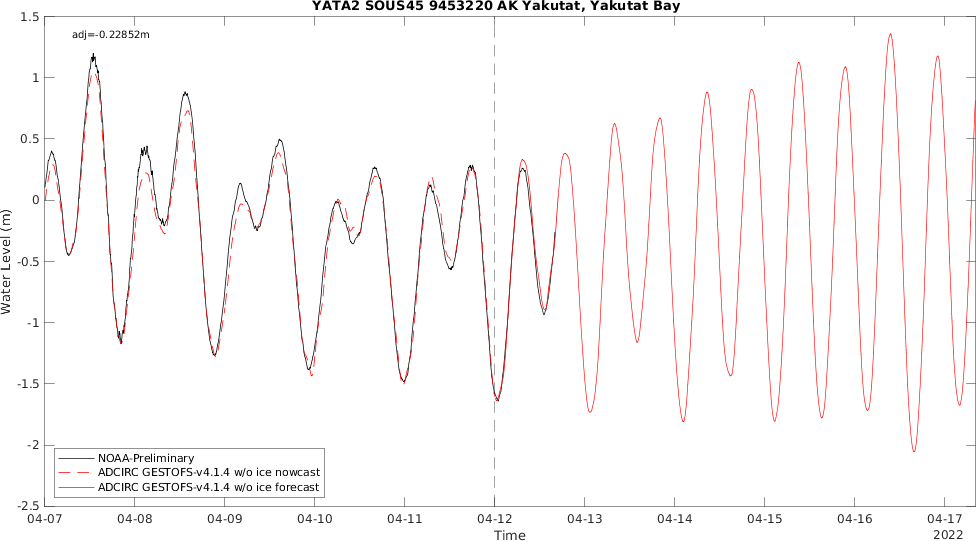 YATA2 SOUS45 9453220 AK Yakutat, Yakutat Bay
adj=-0.22852m
1.5
1
0.5
0
-0.5
-1
-1.5
-2
-2.5
Water Level (m)
NOAA-Preliminary
ADCIRC GESTOFS-v4.1.4 w/o ice nowcast
ADCIRC GESTOFS-v4.1.4 w/o ice forecast
04-07 04-08 04-09 04-10 04-11 04-12 04-13 04-14 04-15 04-16 04-17
Time
2022